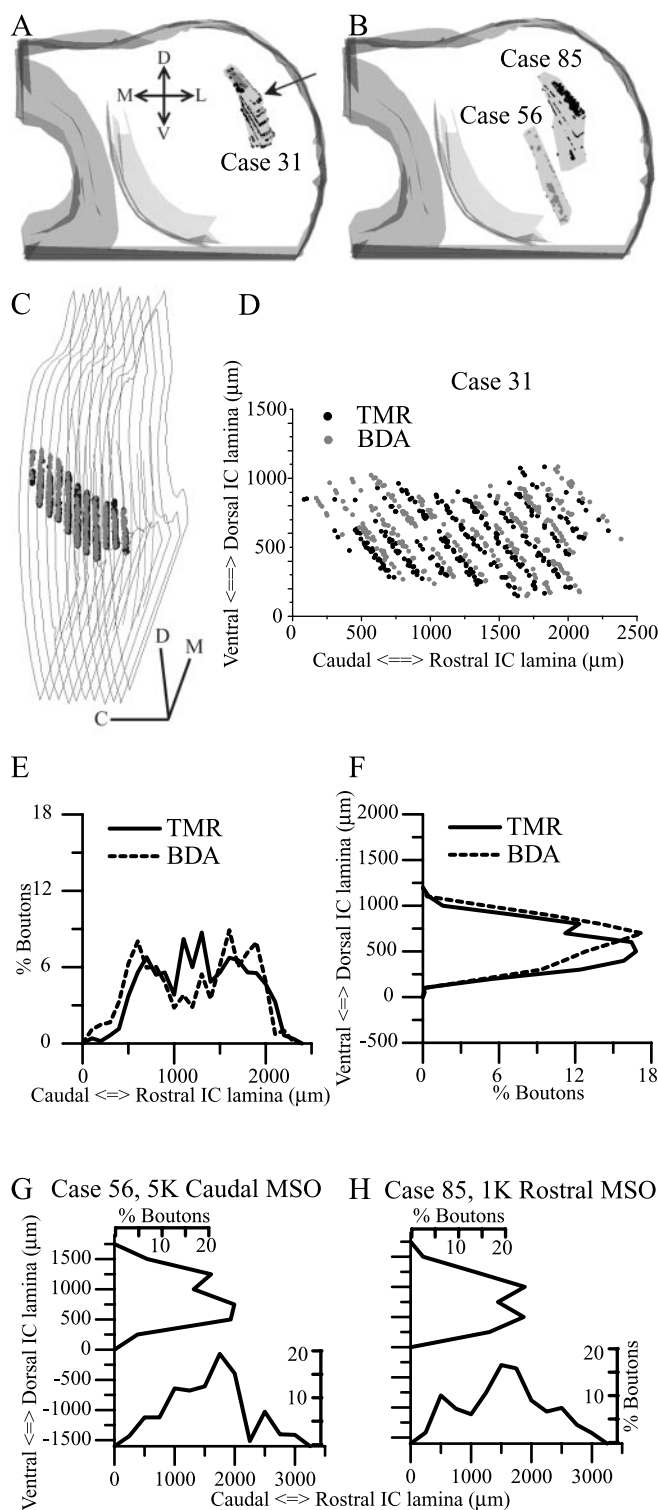 A
D
M
L
V
Case 31
B
Case 85
Case 56
C
D
M
C
D
Case 31
TMR
BDA
Ventral <==> Dorsal IC lamina (μm)
1500
1000
500
0
0
500
1000
1500
2000
2500
Caudal <==> Rostral IC lamina (μm)
E
TMR
BDA
% Boutons
18
12
6
0
0
1000
2000
Caudal <=> Rostral IC lamina (μm)
F
TMR
BDA
Ventral <=> Dorsal IC lamina (μm)
2000
1500
1000
500
0
-500
0
6
12
18
% Boutons
G Case 56, 5K Caudal MSO
% Boutons
10
20
Ventral <=> Dorsal IC lamina (μm)
1500
1000
500
0
-500
-1000
-1500
20
10
0
1000
2000
3000
H Case 85, 1K Rostral MSO
% Boutons
10
20
20
10
% Boutons
0
1000
2000
3000
Caudal <=> Rostral IC lamina (μm)